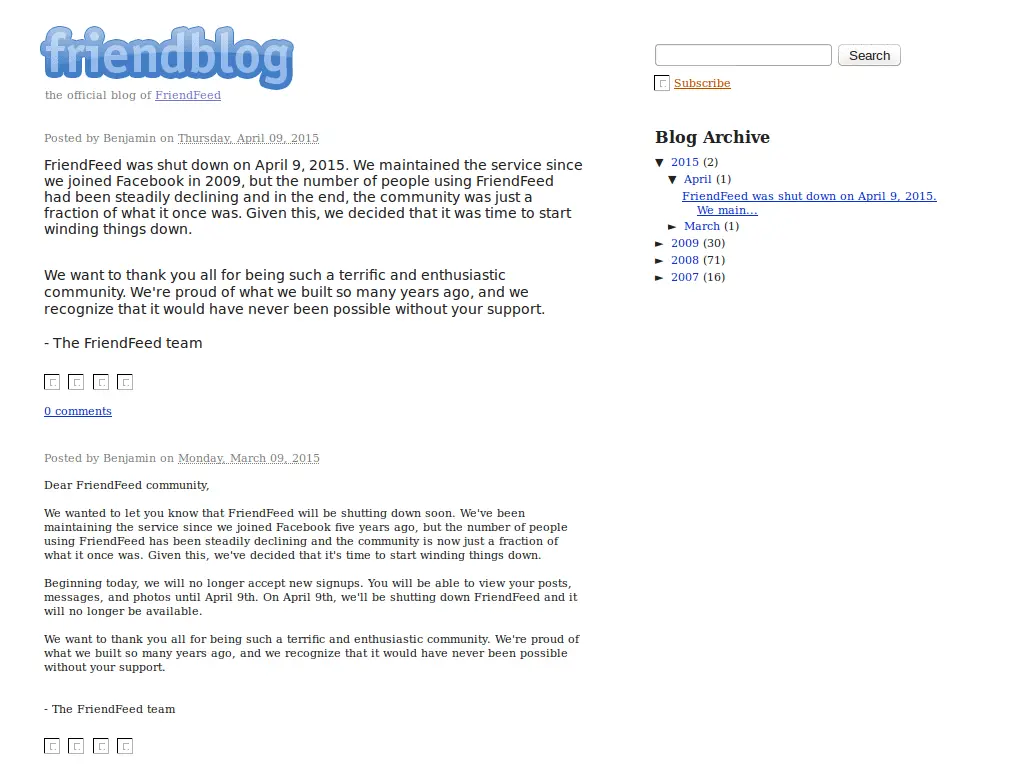 friendblog
the official blog of FriendFeed
Search
Subscribe
Posted by Benjamin on Thursday, April 09, 2015
FriendFeed was shut down on April 9, 2015. We maintained the service since
we joined Facebook in 2009, but the number of people using FriendFeed
had been steadily declining and in the end, the community was just a
fraction of what it once was. Given this, we decided that it was time to start
winding things down.
We want to thank you all for being such a terrific and enthusiastic
community. We're proud of what we built so many years ago, and we
recognize that it would have never been possible without your support.
- The FriendFeed team
0 comments
Posted by Benjamin on Monday, March 09, 2015
Dear FriendFeed community,
We wanted to let you know that FriendFeed will be shutting down soon. We've been
maintaining the service since we joined Facebook five years ago, but the number of people
using FriendFeed has been steadily declining and the community is now just a fraction of
what it once was. Given this, we've decided that it's time to start winding things down.
Beginning today, we will no longer accept new signups. You will be able to view your posts,
messages, and photos until April 9th. On April 9th, we'll be shutting down FriendFeed and it
will no longer be available.
We want to thank you all for being such a terrific and enthusiastic community. We're proud of
what we built so many years ago, and we recognize that it would have never been possible
without your support.
- The FriendFeed team
Blog Archive
▼ 2015 (2)
▼ April (1)
FriendFeed was shut down on April 9, 2015.
We main...
► March (1)
► 2009 (30)
► 2008 (71)
► 2007 (16)